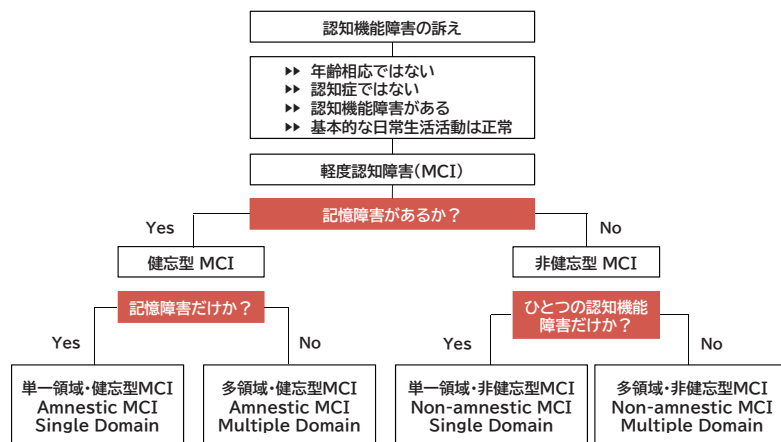 認知機能障害の訴え
▶▶ 年齢相応ではない
▶▶ 認知症ではない
▶▶ 認知機能障害がある
▶▶ 基本的な日常生活活動は正常
軽度認知障害(MCI)
記憶障害があるか？
Yes
No
健忘型 MCI
非健忘型 MCI
記憶障害だけか？
ひとつの認知機能
障害だけか？
Yes
No
Yes
No
単一領域・健忘型MCI
Amnestic MCI
Single Domain
多領域・健忘型MCI
Amnestic MCI
Multiple Domain
単一領域・非健忘型MCI
Non-amnestic MCI
Single Domain
多領域・非健忘型MCI
Non-amnestic MCI
Multiple Domain